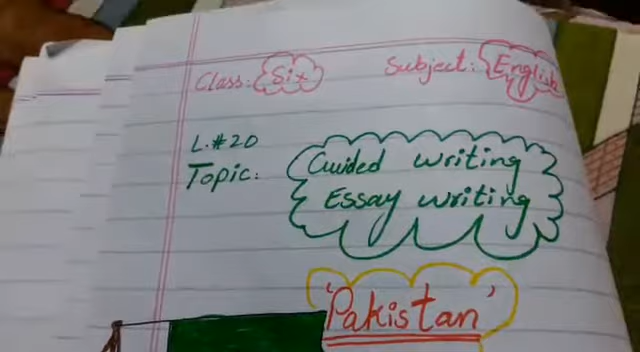 Class: Six Subject: English
L.#20
Topic: Guided writing
Essay writing
'Pakistan'